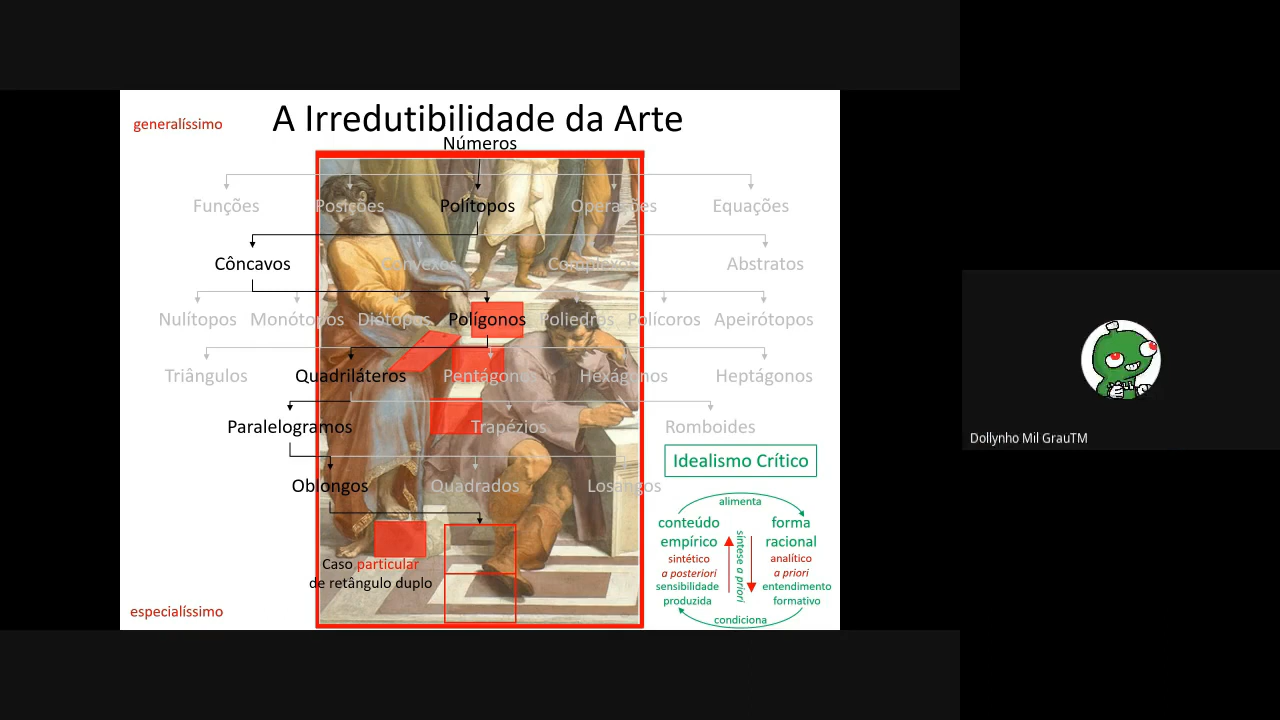 A Irredutibilidade da Arte
generalíssimo
Números
Funções Posições Polítopos Operações Equações
Côncavos Convexos Complexos Abstratos
Nulítopos Monótopos Diótopos Polígonos Poliedros Polícoros Apeirótopos
Triângulos Quadriláteros Pentágonos Hexágonos Heptágonos
Paralelogramos Trapézios Romboides
Dollynho Mil GrauTM
Idealismo Crítico
Oblongos Quadrados Losangos
alimenta
conteúdo forma
empírico racional
síntese a priori
sintético analítico
a posteriori a priori
sensibilidade entendimento
produzida formativo
condiciona
Caso particular
de retângulo duplo
especialíssimo